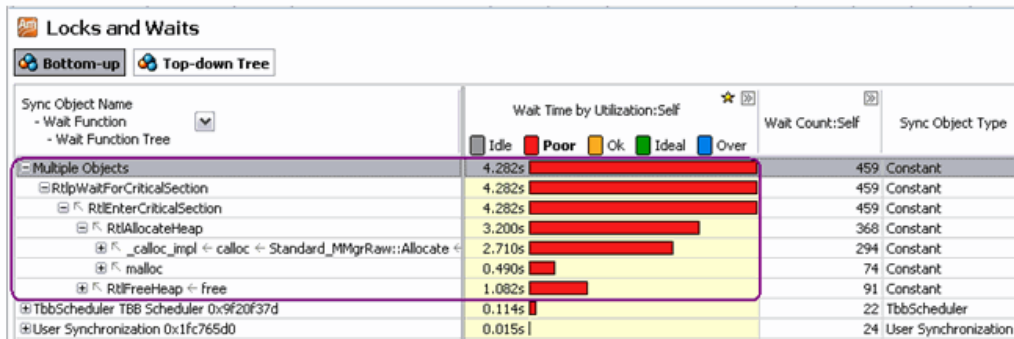 Locks and Waits
Bottom-up Top-down Tree
Sync Object Name
- Wait Function
- Wait Function Tree
Wait Time by Utilization:Self
Idle Poor Ok Ideal Over
Wait Count:Self
Sync Object Type
Multiple Objects 4.282s 459 Constant
RtlpWaitForCriticalSection 4.282s 459 Constant
RtlEnterCriticalSection 4.282s 459 Constant
RtlAllocateHeap 3.200s 368 Constant
_calloc_impl ← calloc ← Standard_MMgrRaw::Allocate ← 2.710s 294 Constant
malloc 0.490s 74 Constant
RtlFreeHeap ← free 1.082s 91 Constant
TbbScheduler TBB Scheduler 0x9f20f37d 0.114s 22 TbbScheduler
User Synchronization 0x1fc765d0 0.015s 24 User Synchronization